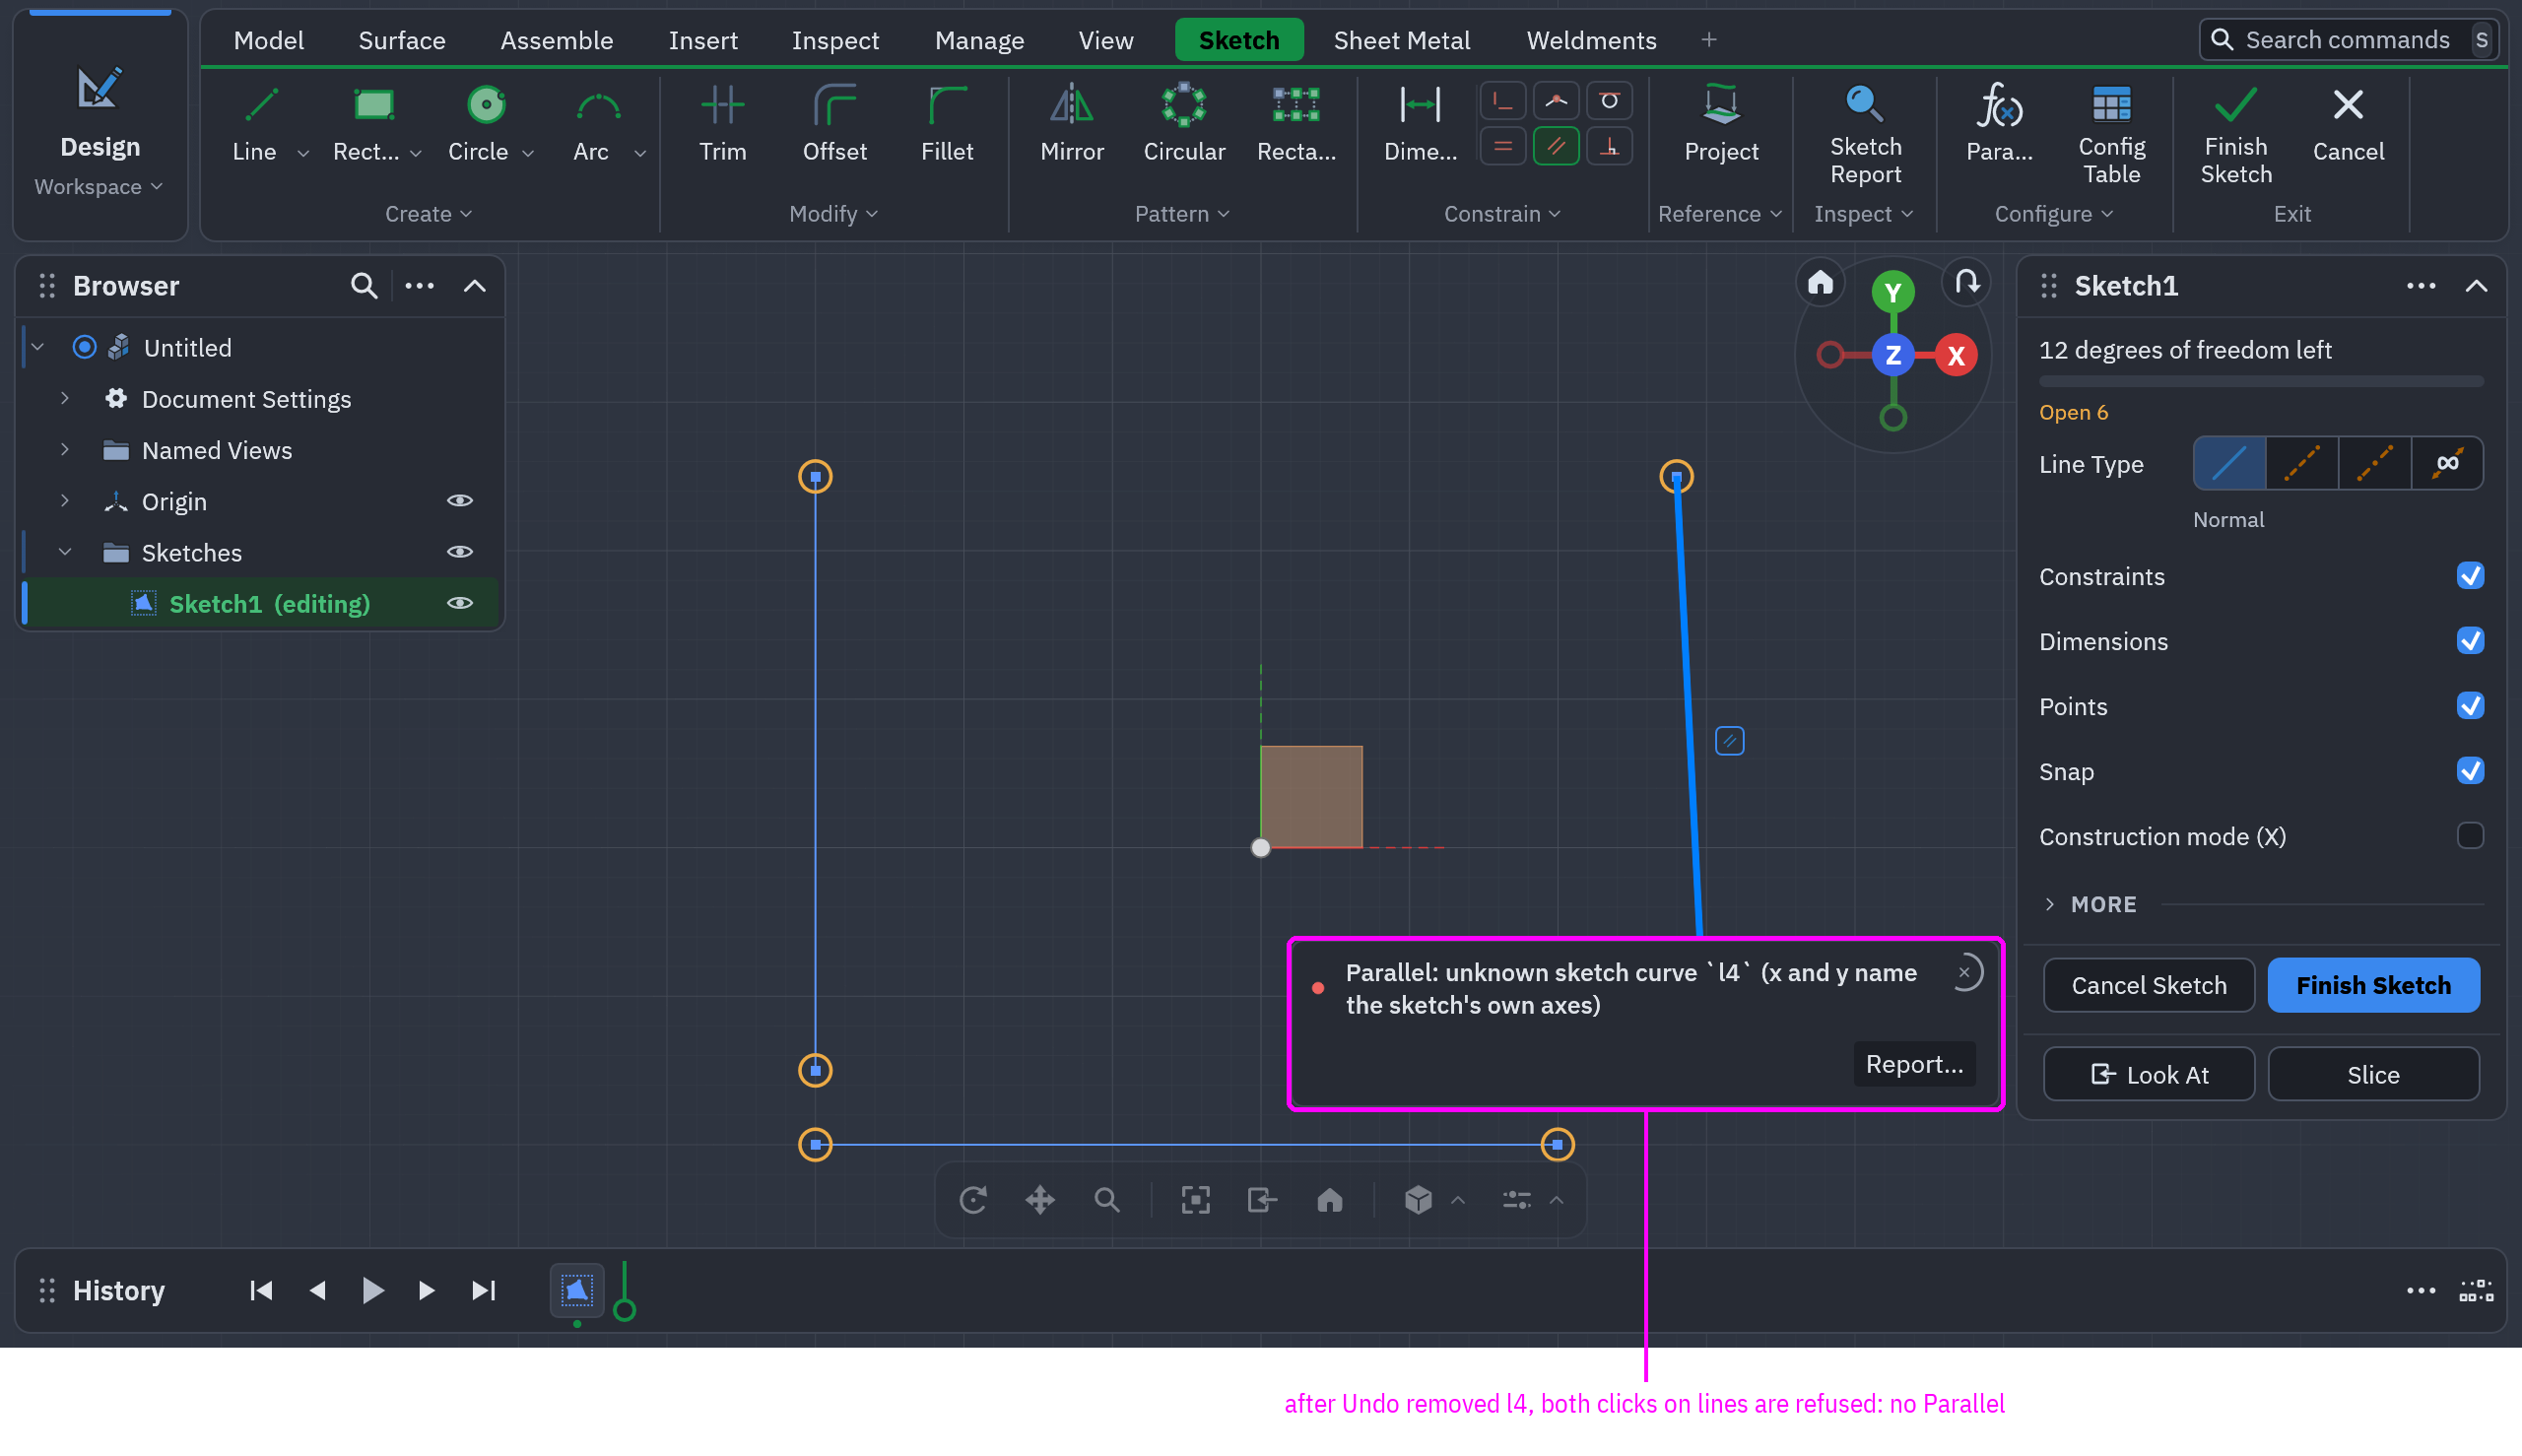 Model Surface Assemble Insert Inspect Manage View Sketch Sheet Metal Weldments +
Search commands S
Design
Workspace
Line Rect... Circle Arc
Trim Offset Fillet
Mirror Circular Recta...
Dime...
Project
Sketch Report
Para... Config Table
Finish Sketch Cancel
Create Modify Pattern Constrain Reference Inspect Configure Exit
Browser
Untitled
Document Settings
Named Views
Origin
Sketches
Sketch1 (editing)
Y
Z
X
Sketch1
12 degrees of freedom left
Open 6
Line Type
Normal
Constraints
Dimensions
Points
Snap
Construction mode (X)
MORE
Cancel Sketch Finish Sketch
Look At Slice
Parallel: unknown sketch curve `l4` (x and y name
the sketch's own axes)
Report...
History
after Undo removed l4, both clicks on lines are refused: no Parallel